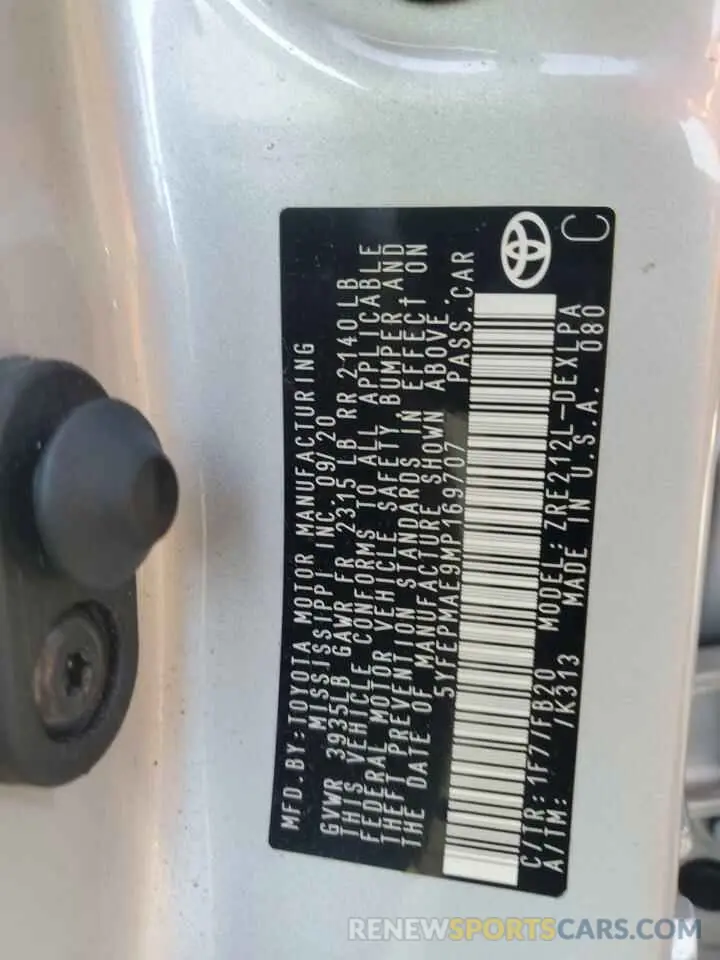 MFD.BY:TOYOTA MOTOR MANUFACTURING
MISSISSIPPI INC. 09/20
GVWR 3935LB GAWR FR 2315 LB RR 2140 LB
THIS VEHICLE CONFORMS TO ALL APPLICABLE
FEDERAL MOTOR VEHICLE SAFETY, BUMPER, AND
THEFT PREVENTION STANDARDS IN EFFECT ON
THE DATE OF MANUFACTURE SHOWN ABOVE.
5YFEPMAE9MP169707 PASS.CAR
C/TR: 1F7/FB20 MODEL: ZRE212L-DEXLPA
A/TM: /K313 MADE IN U.S.A. 080
C
RENEWSPORTSCARS.COM